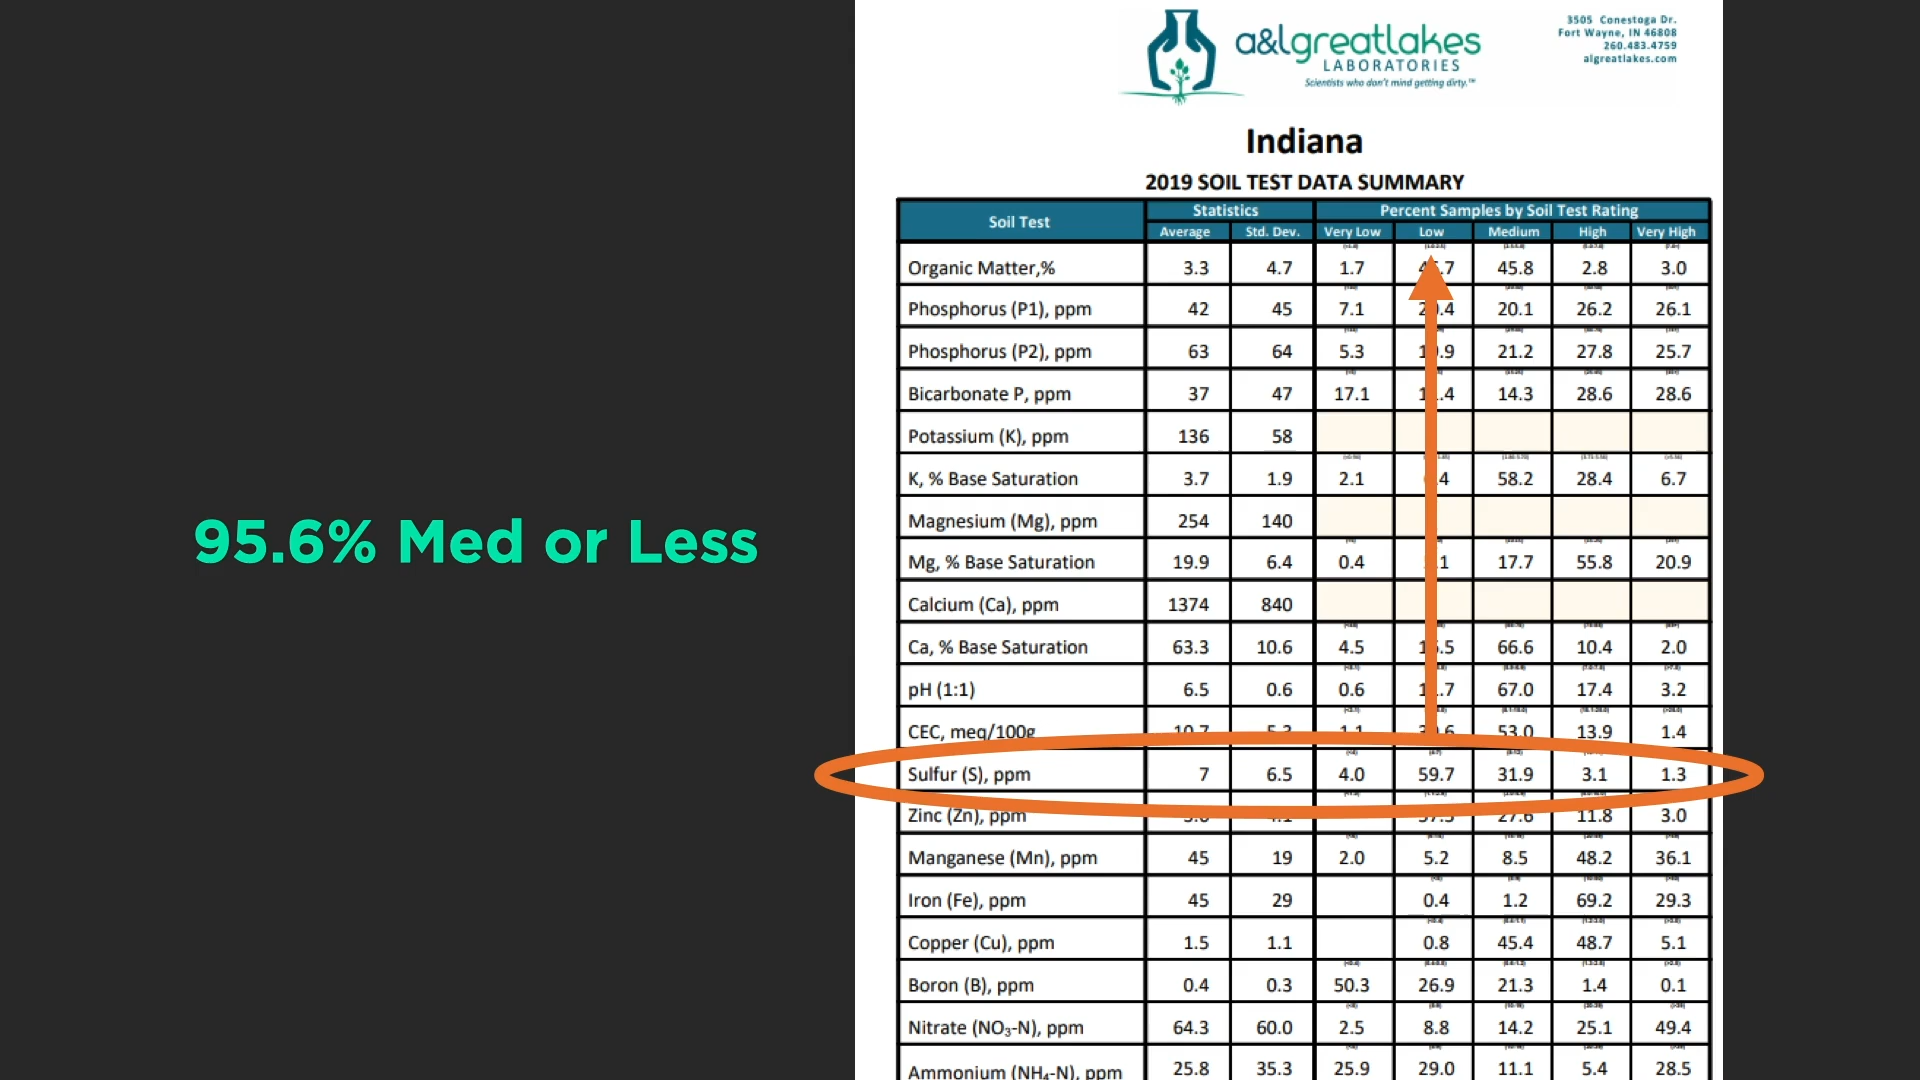 95.6% Med or Less
a&lgreatlakes
LABORATORIES
Scientists who don't mind getting dirty.™
3505 Conestoga Dr.
Fort Wayne, IN 46808
260.483.4759
algreatlakes.com
Indiana
2019 SOIL TEST DATA SUMMARY
Soil Test Statistics Percent Samples by Soil Test Rating
Average Std. Dev. Very Low Low Medium High Very High
Organic Matter,% 3.3 4.7 1.7 45.8 2.8 3.0
Phosphorus (P1), ppm 42 45 7.1 20.1 26.2 26.1
Phosphorus (P2), ppm 63 64 5.3 21.2 27.8 25.7
Bicarbonate P, ppm 37 47 17.1 14.3 28.6 28.6
Potassium (K), ppm 136 58
K, % Base Saturation 3.7 1.9 2.1 58.2 28.4 6.7
Magnesium (Mg), ppm 254 140
Mg, % Base Saturation 19.9 6.4 0.4 17.7 55.8 20.9
Calcium (Ca), ppm 1374 840
Ca, % Base Saturation 63.3 10.6 4.5 66.6 10.4 2.0
pH (1:1) 6.5 0.6 0.6 67.0 17.4 3.2
CEC, meq/100g 10.7 5.3 1.1 53.0 13.9 1.4
Sulfur (S), ppm 7 6.5 4.0 59.7 31.9 3.1 1.3
Zinc (Zn), ppm 27.6 11.8 3.0
Manganese (Mn), ppm 45 19 2.0 5.2 8.5 48.2 36.1
Iron (Fe), ppm 45 29 0.4 1.2 69.2 29.3
Copper (Cu), ppm 1.5 1.1 0.8 45.4 48.7 5.1
Boron (B), ppm 0.4 0.3 50.3 26.9 21.3 1.4 0.1
Nitrate (NO₃-N), ppm 64.3 60.0 2.5 8.8 14.2 25.1 49.4
Ammonium (NH₄-N), ppm 25.8 35.3 25.9 29.0 11.1 5.4 28.5